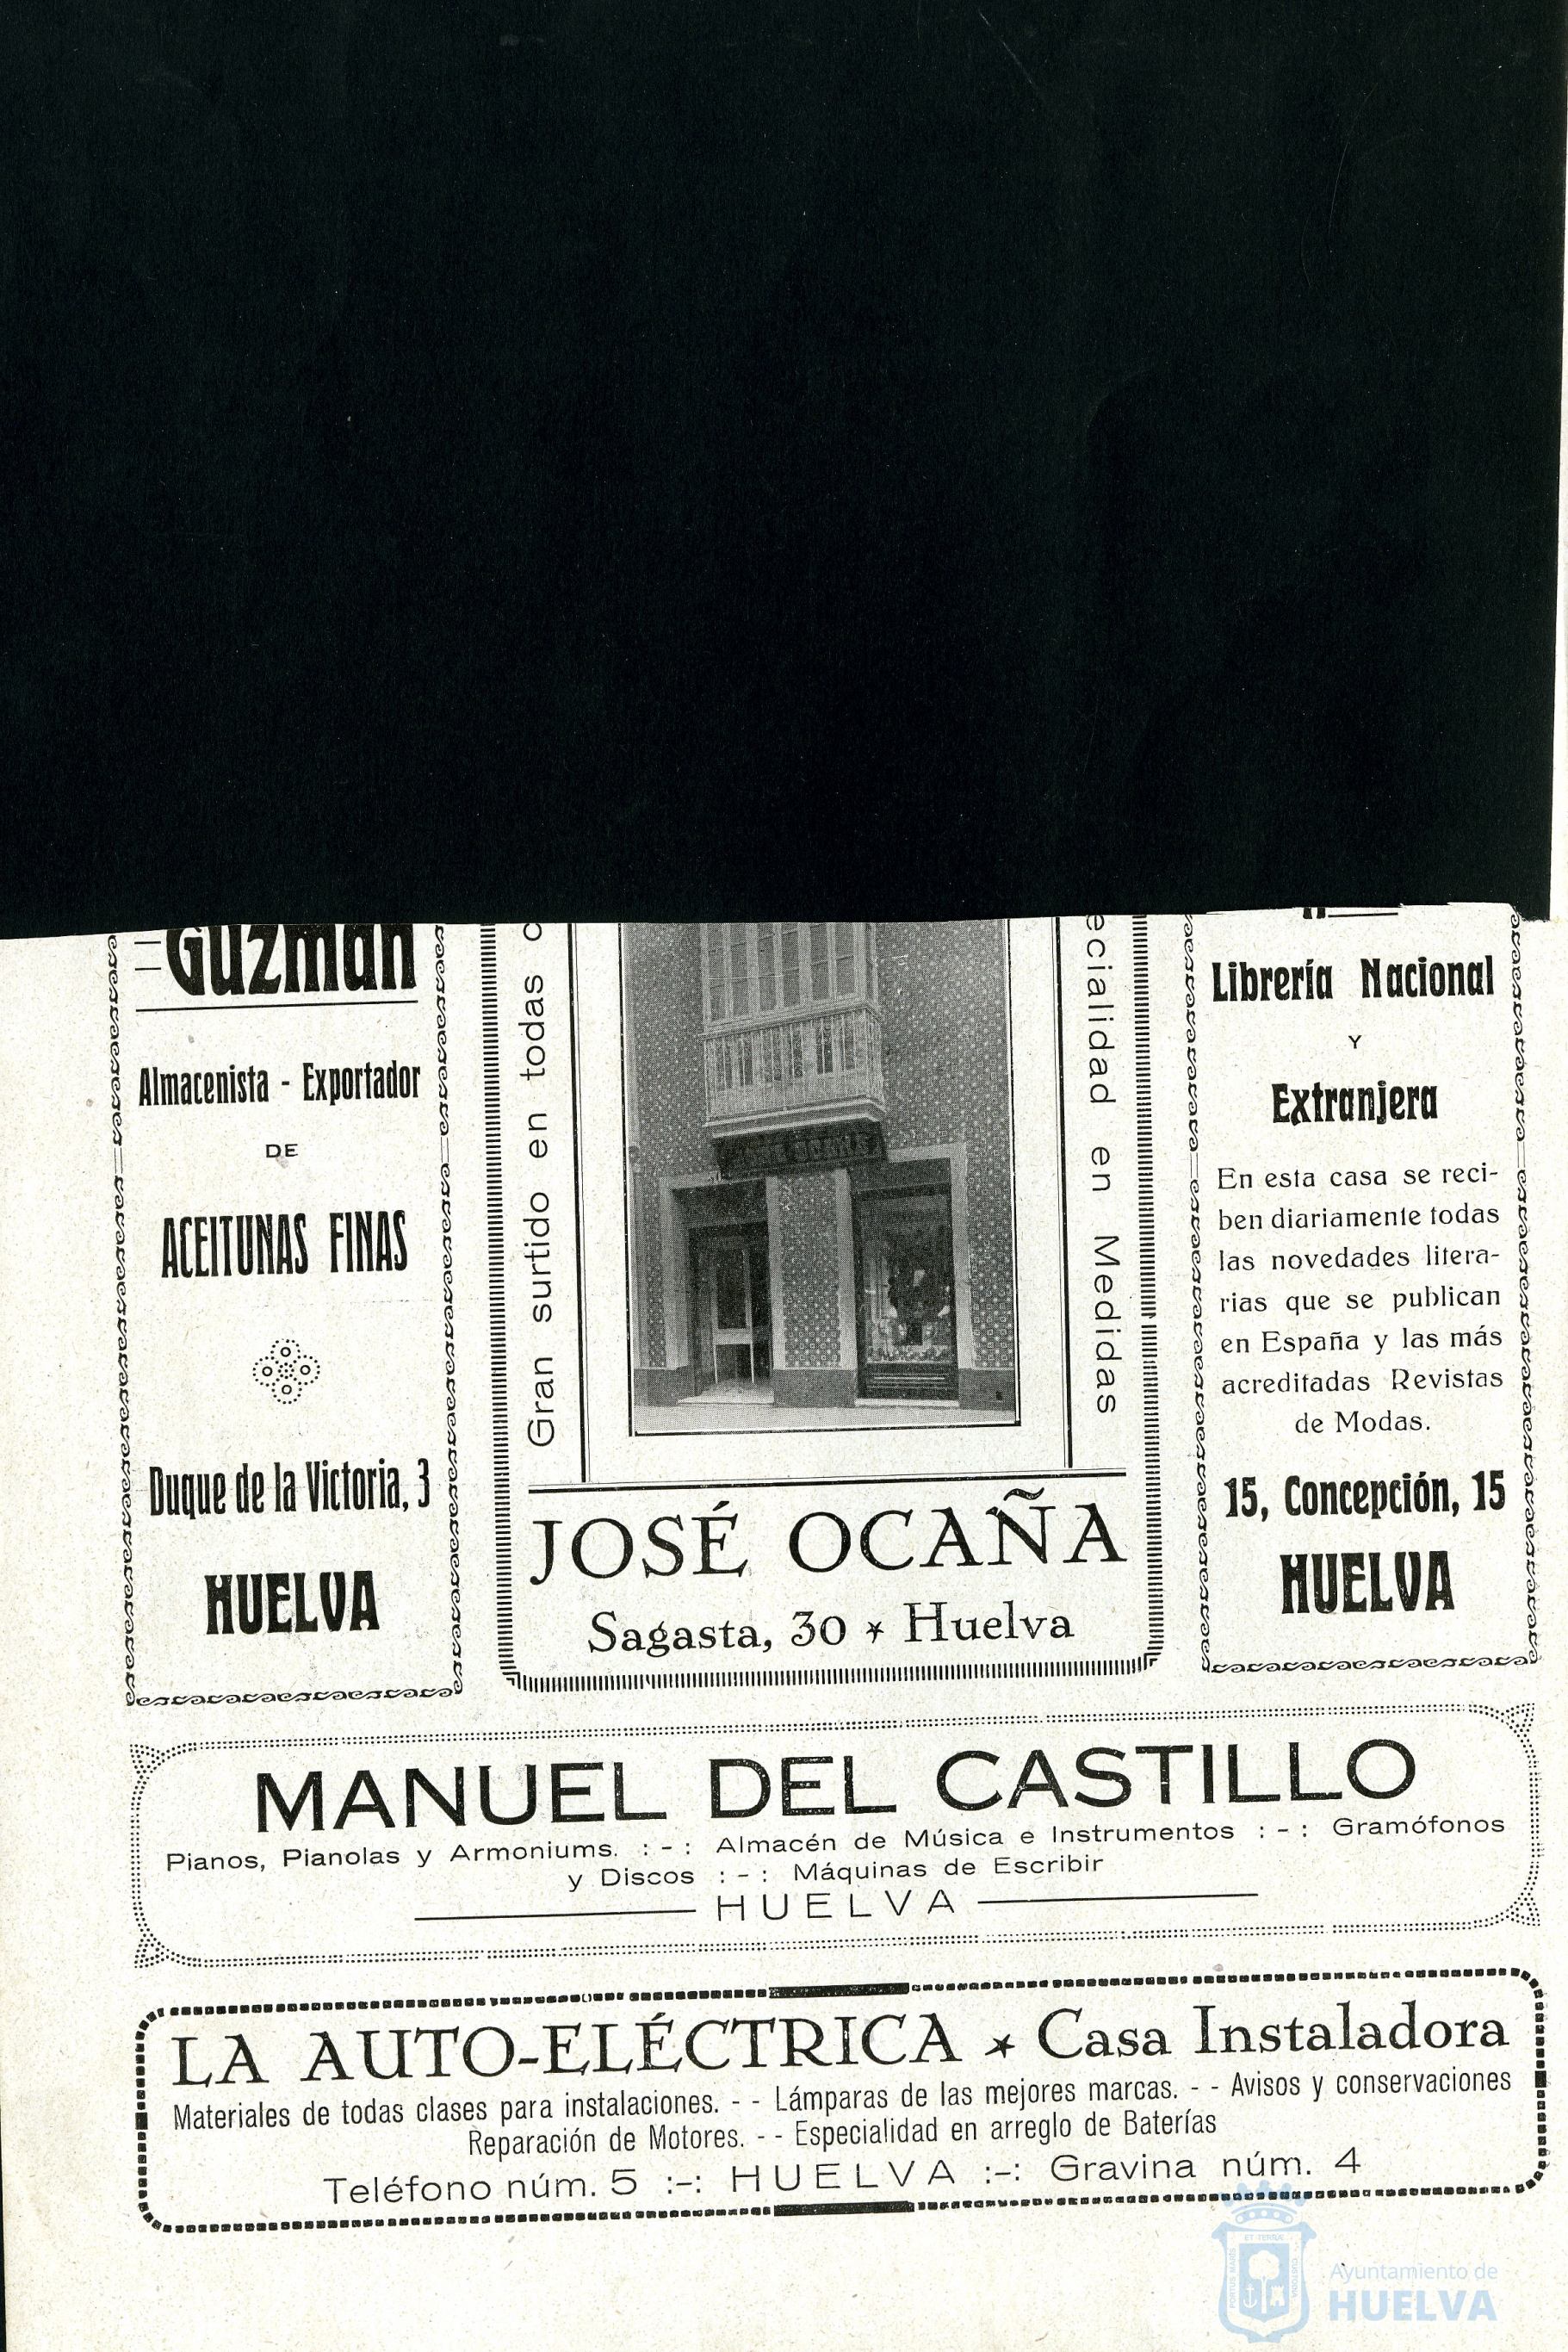 Guzmán
Almacenista - Exportador
DE
ACEITUNAS FINAS
Duque de la Victoria, 3
HUELVA
Gran surtido en todas
ecialidad en Medidas
JOSÉ OCAÑA
Sagasta, 30 * Huelva
Librería Nacional
Y
Extranjera
En esta casa se reci-
ben diariamente todas
las novedades litera-
rias que se publican
en España y las más
acreditadas Revistas
de Modas.
15, Concepción, 15
HUELVA
MANUEL DEL CASTILLO
Pianos, Pianolas y Armoniums. :-: Almacén de Música e Instrumentos :-: Gramófonos
y Discos :-: Máquinas de Escribir
HUELVA
LA AUTO-ELÉCTRICA * Casa Instaladora
Materiales de todas clases para instalaciones. - - Lámparas de las mejores marcas. - - Avisos y conservaciones
Reparación de Motores. - - Especialidad en arreglo de Baterías
Teléfono núm. 5 :-: HUELVA :-: Gravina núm. 4
Ayuntamiento de
HUELVA